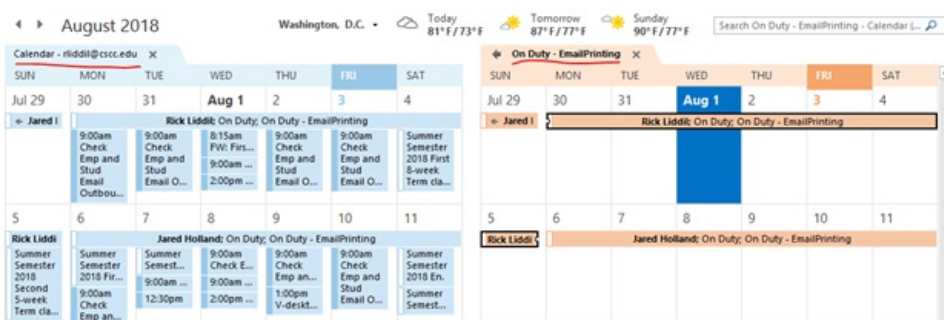 August 2018
Washington, D.C.
Today
81°F/73°F
Tomorrow
87°F/77°F
Sunday
90°F/77°F
Search On Duty - EmailPrinting - Calendar (...
Calendar - rliddil@cscc.edu
SUN MON TUE WED THU FRI SAT
Jul 29 30 31 Aug 1 2 3 4
Jared l
Rick Liddil; On Duty; On Duty - EmailPrinting
9:00am
Check
Emp and
Stud
Email
Outbou...
9:00am
Check
Emp and
Stud
Email O...
8:15am
FW: Firs...
9:00am ...
2:00pm ...
9:00am
Check
Emp and
Stud
Email O...
9:00am
Check
Emp and
Stud
Email O...
Summer
Semester
2018 First
8-week
Term cla...
5 6 7 8 9 10 11
Rick Liddi
Jared Holland; On Duty; On Duty - EmailPrinting
Summer
Semester
2018
Second
5-week
Term cla...
Summer
Semester
2018 Fir...
9:00am
Check
Emp an...
Summer
Semest...
9:00am ...
12:30pm
9:00am
Check E...
9:00am ...
2:00pm ...
9:00am
Check
Emp an...
1:00pm
V-deskt...
9:00am
Check
Emp and
Stud
Email O...
Summer
Semester
2018 En.
Summer
Semest...
On Duty - EmailPrinting
SUN MON TUE WED THU FRI SAT
Jul 29 30 31 Aug 1 2 3 4
Jared l
Rick Liddil; On Duty; On Duty - EmailPrinting
5 6 7 8 9 10 11
Rick Liddi
Jared Holland; On Duty; On Duty - EmailPrinting